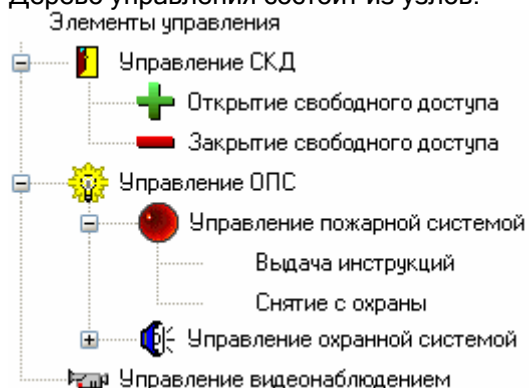 Дерево управления состоит из узлов:
Элементы управления
Управление СКД
Открытие свободного доступа
Закрытие свободного доступа
Управление ОПС
Управление пожарной системой
Выдача инструкций
Снятие с охраны
Управление охранной системой
Управление видеонаблюдением